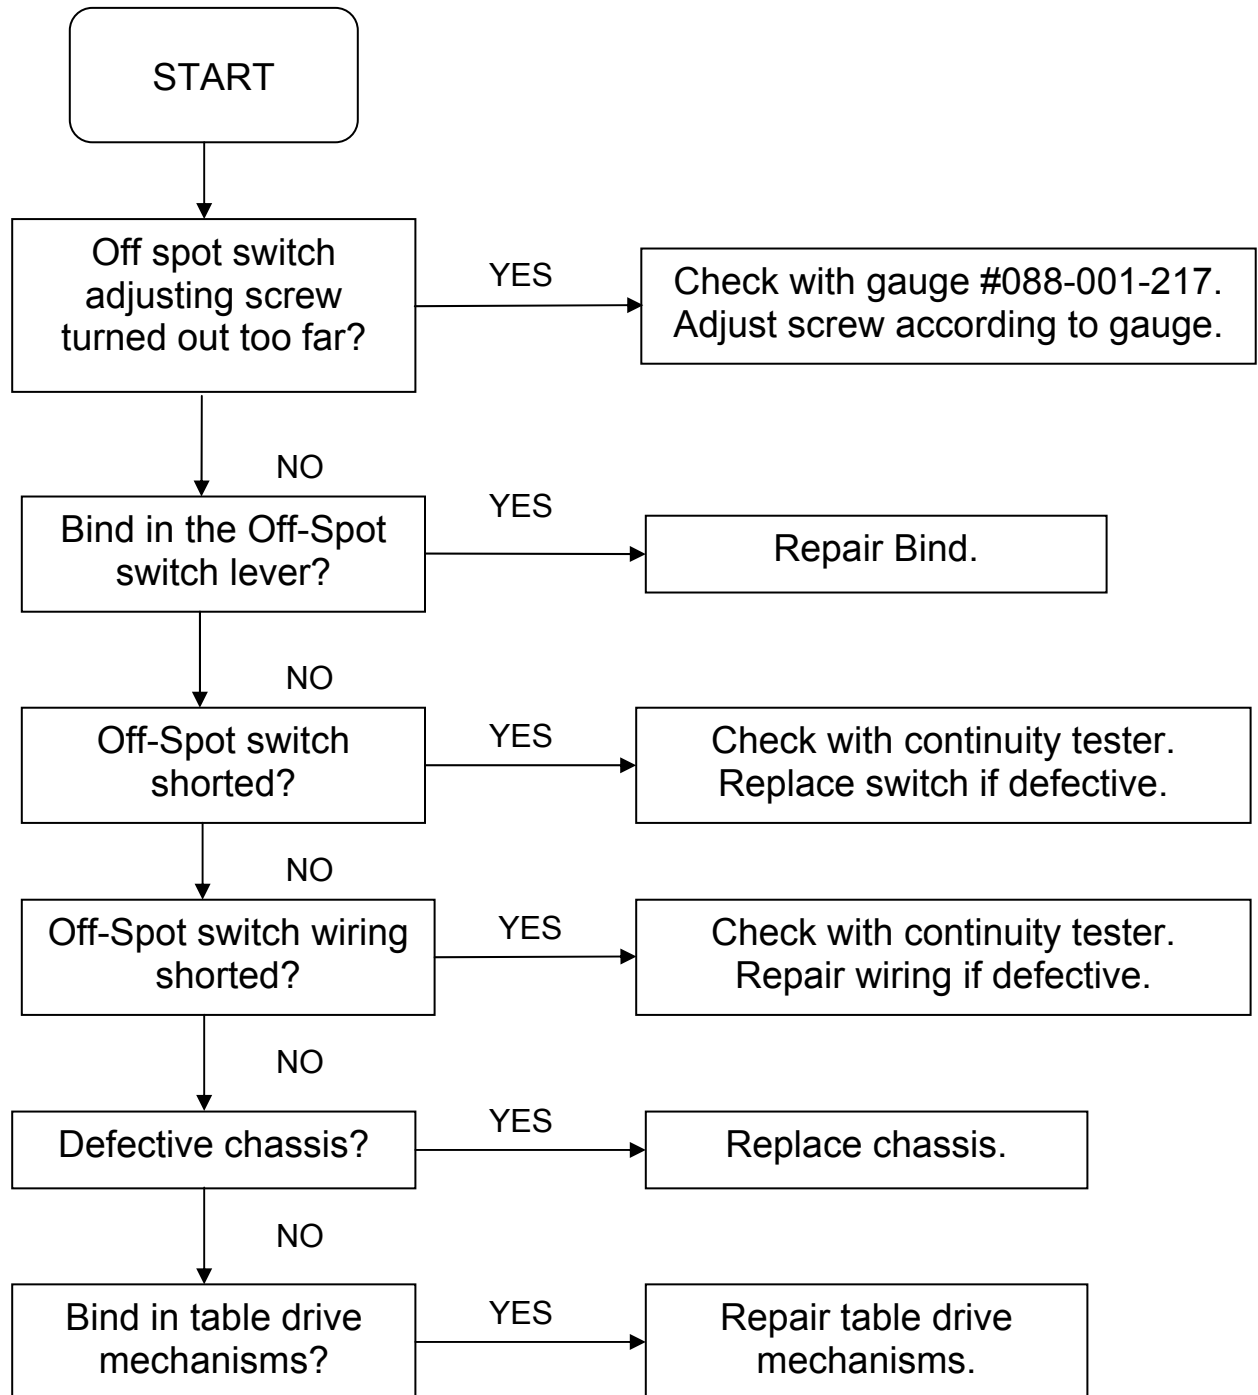 START
Off spot switch
adjusting screw
turned out too far?
YES
Check with gauge #088-001-217.
Adjust screw according to gauge.
NO
Bind in the Off-Spot
switch lever?
YES
Repair Bind.
NO
Off-Spot switch
shorted?
YES
Check with continuity tester.
Replace switch if defective.
NO
Off-Spot switch wiring
shorted?
YES
Check with continuity tester.
Repair wiring if defective.
NO
Defective chassis?
YES
Replace chassis.
NO
Bind in table drive
mechanisms?
YES
Repair table drive
mechanisms.